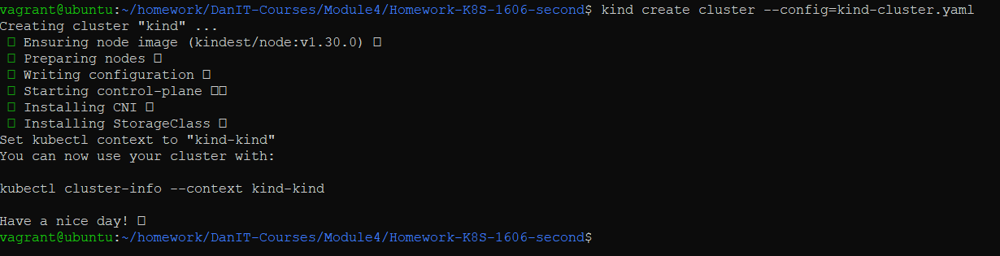 vagrant@ubuntu:~/homework/DanIT-Courses/Module4/Homework-K8S-1606-second$ kind create cluster --config=kind-cluster.yaml
Creating cluster "kind" ...
Ensuring node image (kindest/node:v1.30.0)
Preparing nodes
Writing configuration
Starting control-plane
Installing CNI
Installing StorageClass
Set kubectl context to "kind-kind"
You can now use your cluster with:
kubectl cluster-info --context kind-kind
Have a nice day!
vagrant@ubuntu:~/homework/DanIT-Courses/Module4/Homework-K8S-1606-second$